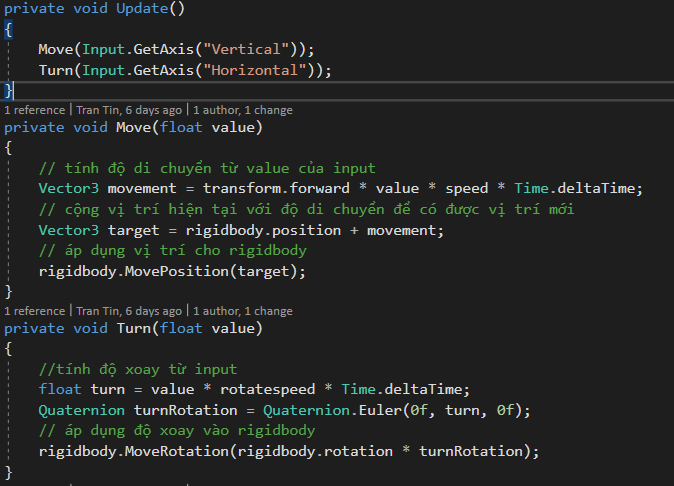 private void Update()
{
    Move(Input.GetAxis("Vertical"));
    Turn(Input.GetAxis("Horizontal"));
}
1 reference | Tran Tin, 6 days ago | 1 author, 1 change
private void Move(float value)
{
    // tính độ di chuyển từ value của input
    Vector3 movement = transform.forward * value * speed * Time.deltaTime;
    // cộng vị trí hiện tại với độ di chuyển để có được vị trí mới
    Vector3 target = rigidbody.position + movement;
    // áp dụng vị trí cho rigidbody
    rigidbody.MovePosition(target);
}
1 reference | Tran Tin, 6 days ago | 1 author, 1 change
private void Turn(float value)
{
    //tính độ xoay từ input
    float turn = value * rotatespeed * Time.deltaTime;
    Quaternion turnRotation = Quaternion.Euler(0f, turn, 0f);
    // áp dụng độ xoay vào rigidbody
    rigidbody.MoveRotation(rigidbody.rotation * turnRotation);
}